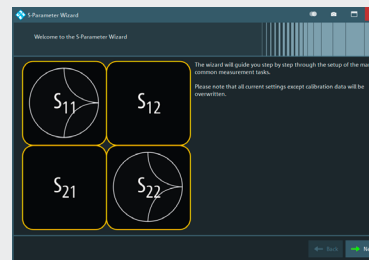 S-Parameter Wizard
Welcome to the S-Parameter Wizard
The wizard will guide you step by step through the setup of the
common measurement tasks.
Please note that all current settings except calibration data will be
overwritten.
S11
S12
S21
S22
Back